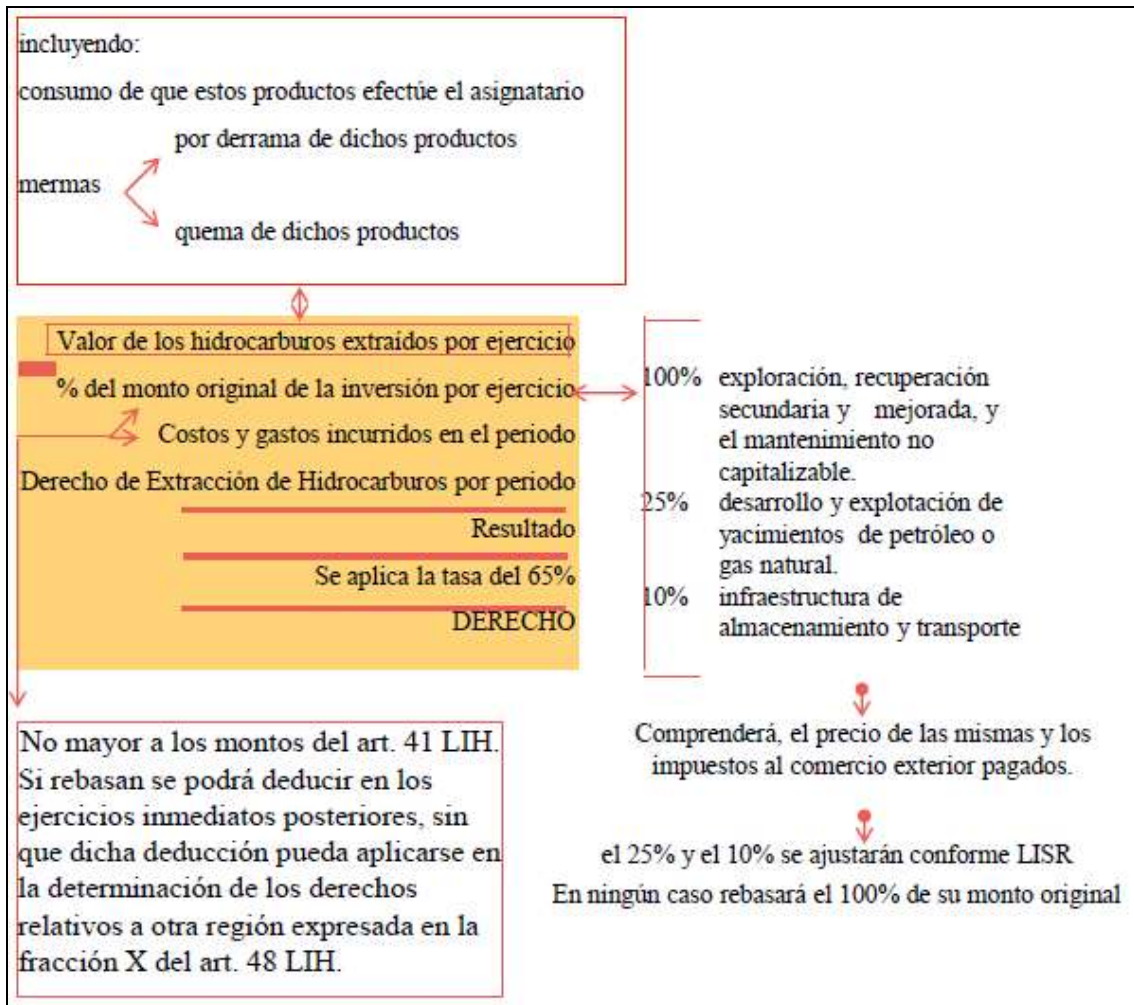 incluyendo:
consumo de que estos productos efectúe el asignatario
por derrama de dichos productos
mermas
quema de dichos productos
Valor de los hidrocarburos extraídos por ejercicio
% del monto original de la inversión por ejercicio
Costos y gastos incurridos en el periodo
Derecho de Extracción de Hidrocarburos por periodo
Resultado
Se aplica la tasa del 65%
DERECHO
100% exploración, recuperación
secundaria y mejorada, y
el mantenimiento no
capitalizable.
25% desarrollo y explotación de
yacimientos de petróleo o
gas natural.
10% infraestructura de
almacenamiento y transporte
No mayor a los montos del art. 41 LIH.
Si rebasan se podrá deducir en los
ejercicios inmediatos posteriores, sin
que dicha deducción pueda aplicarse en
la determinación de los derechos
relativos a otra región expresada en la
fracción X del art. 48 LIH.
Comprenderá, el precio de las mismas y los
impuestos al comercio exterior pagados.
el 25% y el 10% se ajustarán conforme LISR
En ningún caso rebasará el 100% de su monto original